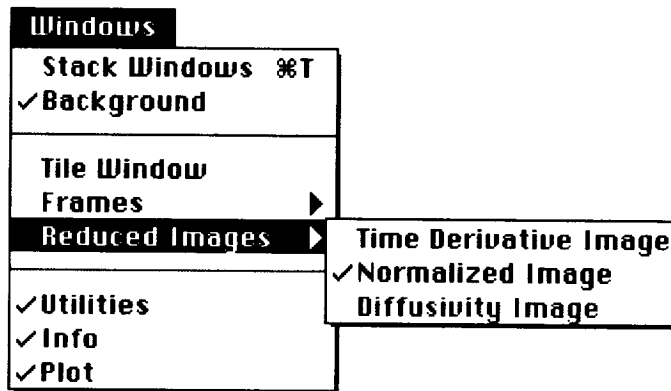 Windows
Stack Windows ⌘T
✓Background
Tile Window
Frames ▶
Reduced Images ▶
Time Derivative Image
✓Normalized Image
Diffusivity Image
✓Utilities
✓Info
✓Plot